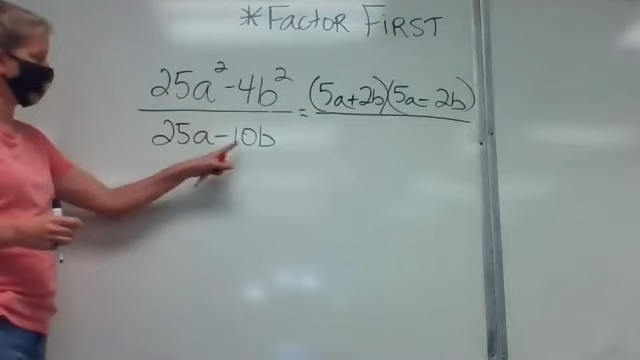 *FACTOR FIRST
25a²-4b² = (5a+2b)(5a-2b)
25a-10b